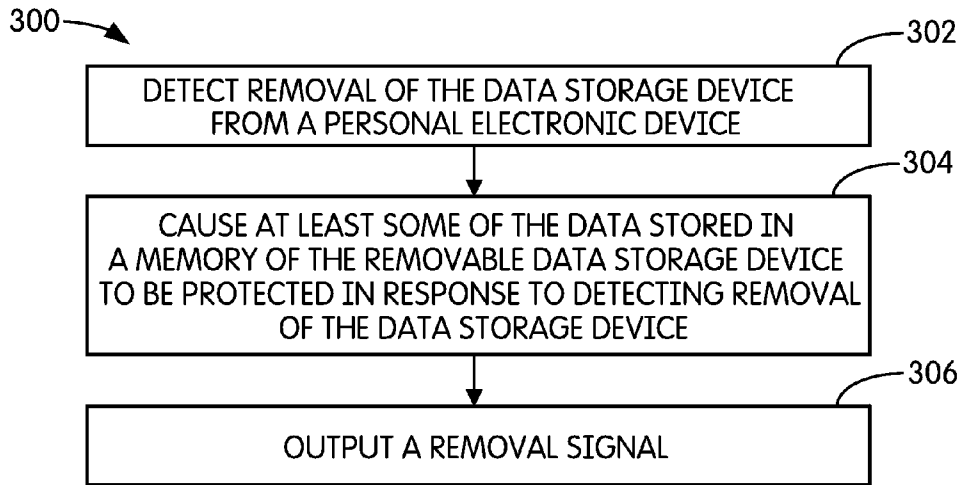 300
302
DETECT REMOVAL OF THE DATA STORAGE DEVICE
FROM A PERSONAL ELECTRONIC DEVICE
304
CAUSE AT LEAST SOME OF THE DATA STORED IN
A MEMORY OF THE REMOVABLE DATA STORAGE DEVICE
TO BE PROTECTED IN RESPONSE TO DETECTING REMOVAL
OF THE DATA STORAGE DEVICE
306
OUTPUT A REMOVAL SIGNAL